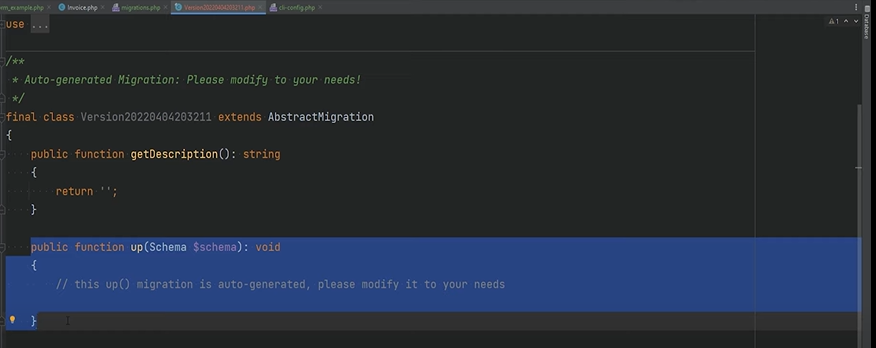 rm_example.php Invoice.php migrations.php Version20220404203211.php cli-config.php
use ...
/**
* Auto-generated Migration: Please modify to your needs!
*/
final class Version20220404203211 extends AbstractMigration
{
public function getDescription(): string
{
return '';
}
public function up(Schema $schema): void
{
// this up() migration is auto-generated, please modify it to your needs
}
1
Database